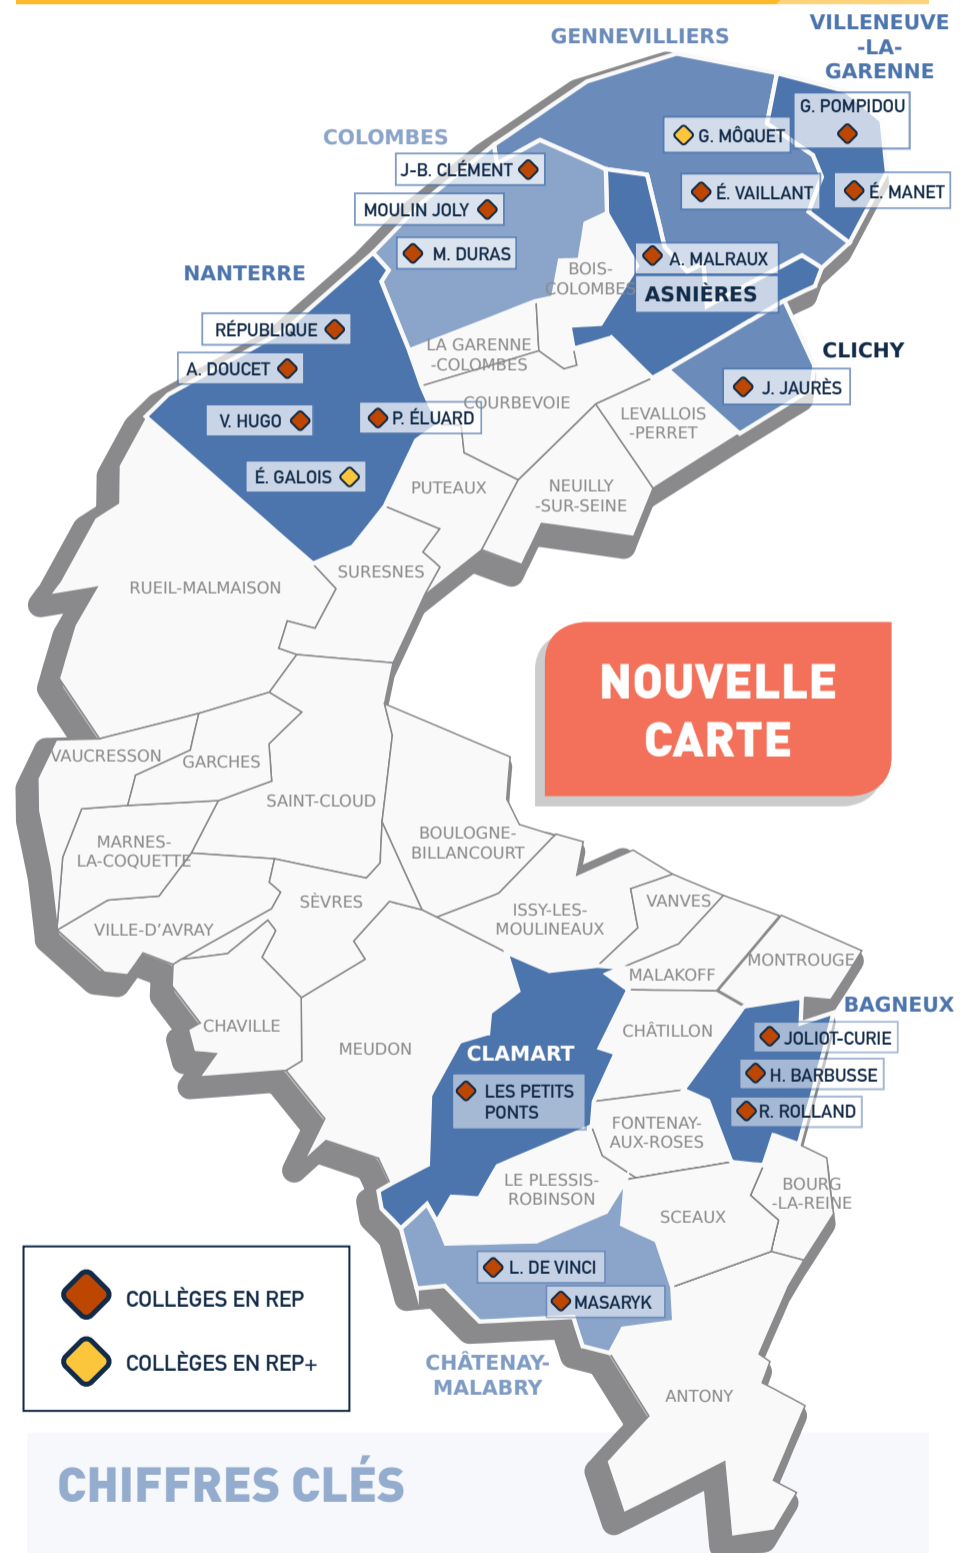 VILLENEUVE
-LA-
GARENNE
GENNEVILLIERS
G. POMPIDOU
COLOMBES
G. MÔQUET
J-B. CLÉMENT
É. VAILLANT
É. MANET
MOULIN JOLY
M. DURAS
A. MALRAUX
NANTERRE
BOIS-
COLOMBES
ASNIÈRES
RÉPUBLIQUE
LA GARENNE
-COLOMBES
CLICHY
A. DOUCET
J. JAURÈS
COURBEVOIE
V. HUGO
P. ÉLUARD
LEVALLOIS
-PERRET
É. GALOIS
PUTEAUX
NEUILLY
-SUR-SEINE
SURESNES
RUEIL-MALMAISON
NOUVELLE
CARTE
VAUCRESSON
GARCHES
SAINT-CLOUD
MARNES-
LA-COQUETTE
BOULOGNE-
BILLANCOURT
SÈVRES
VANVES
ISSY-LES-
MOULINEAUX
VILLE-D’AVRAY
MALAKOFF
MONTROUGE
BAGNEUX
CHAVILLE
CHÂTILLON
JOLIOT-CURIE
MEUDON
CLAMART
H. BARBUSSE
LES PETITS
PONTS
R. ROLLAND
FONTENAY-
AUX-ROSES
LE PLESSIS-
ROBINSON
BOURG
-LA-REINE
SCEAUX
L. DE VINCI
MASARYK
COLLÈGES EN REP
COLLÈGES EN REP+
CHÂTENAY-
MALABRY
ANTONY
CHIFFRES CLÉS